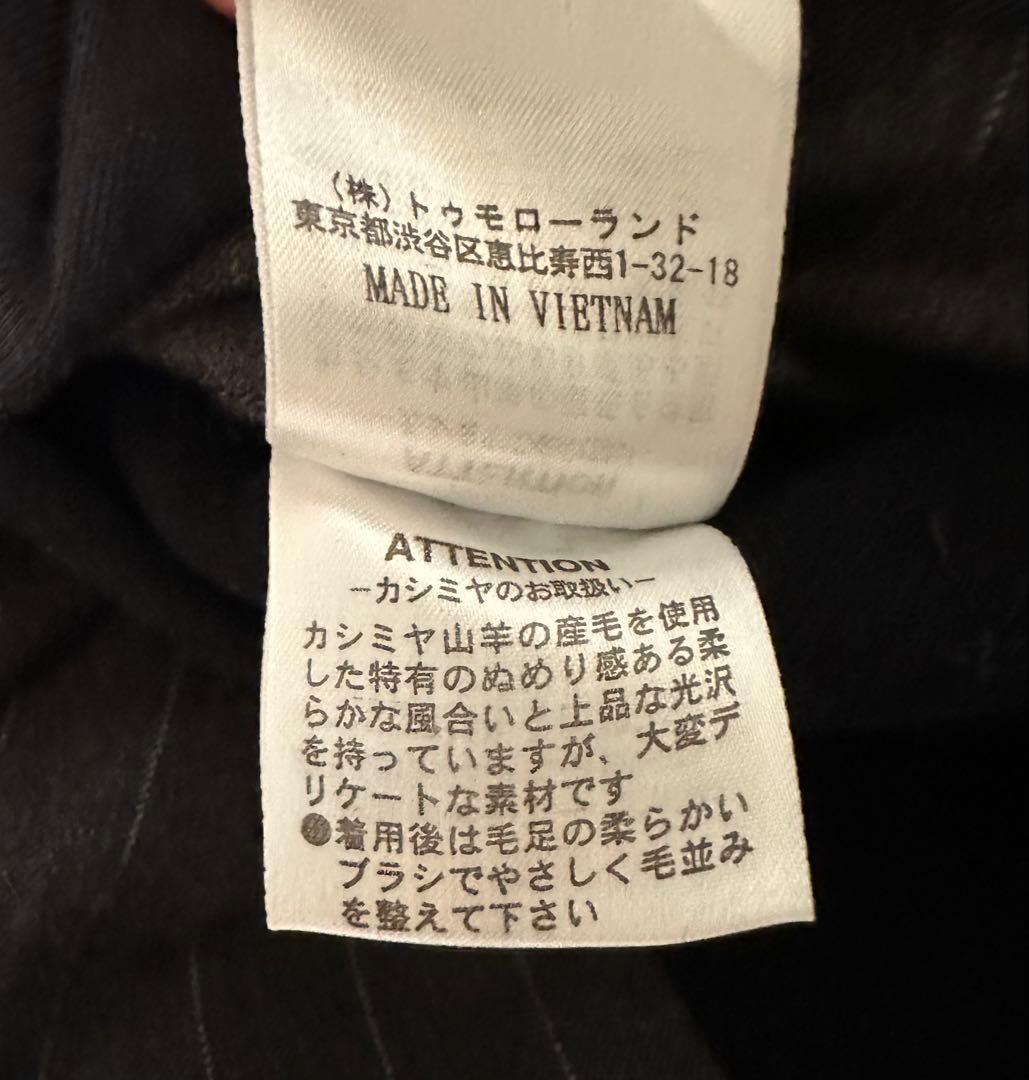 (株)トゥモローランド
東京都渋谷区恵比寿西1-32-18
MADE IN VIETNAM
ATTENTION
−カシミヤのお取扱い−
カシミヤ山羊の産毛を使用
した特有のぬめり感ある柔
らかな風合いと上品な光沢
を持っていますが、大変デ
リケートな素材です
●着用後は毛足の柔らかい
ブラシでやさしく毛並み
を整えて下さい